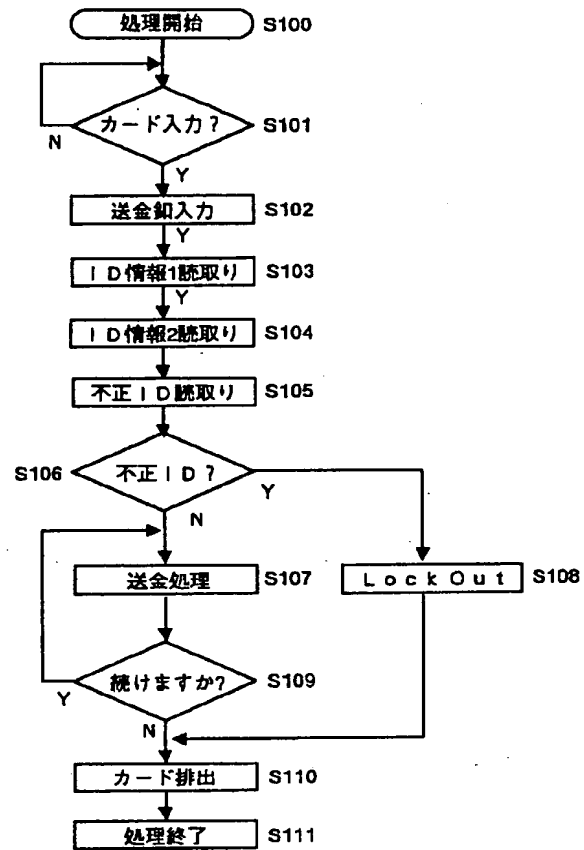 処理開始 S100
カード入力? S101
N
Y
送金釦入力 S102
Y
ID情報1読取り S103
Y
ID情報2読取り S104
不正ID読取り S105
S106 不正ID?
Y
N
送金処理 S107
LockOut S108
続けますか? S109
Y
N
カード排出 S110
処理終了 S111